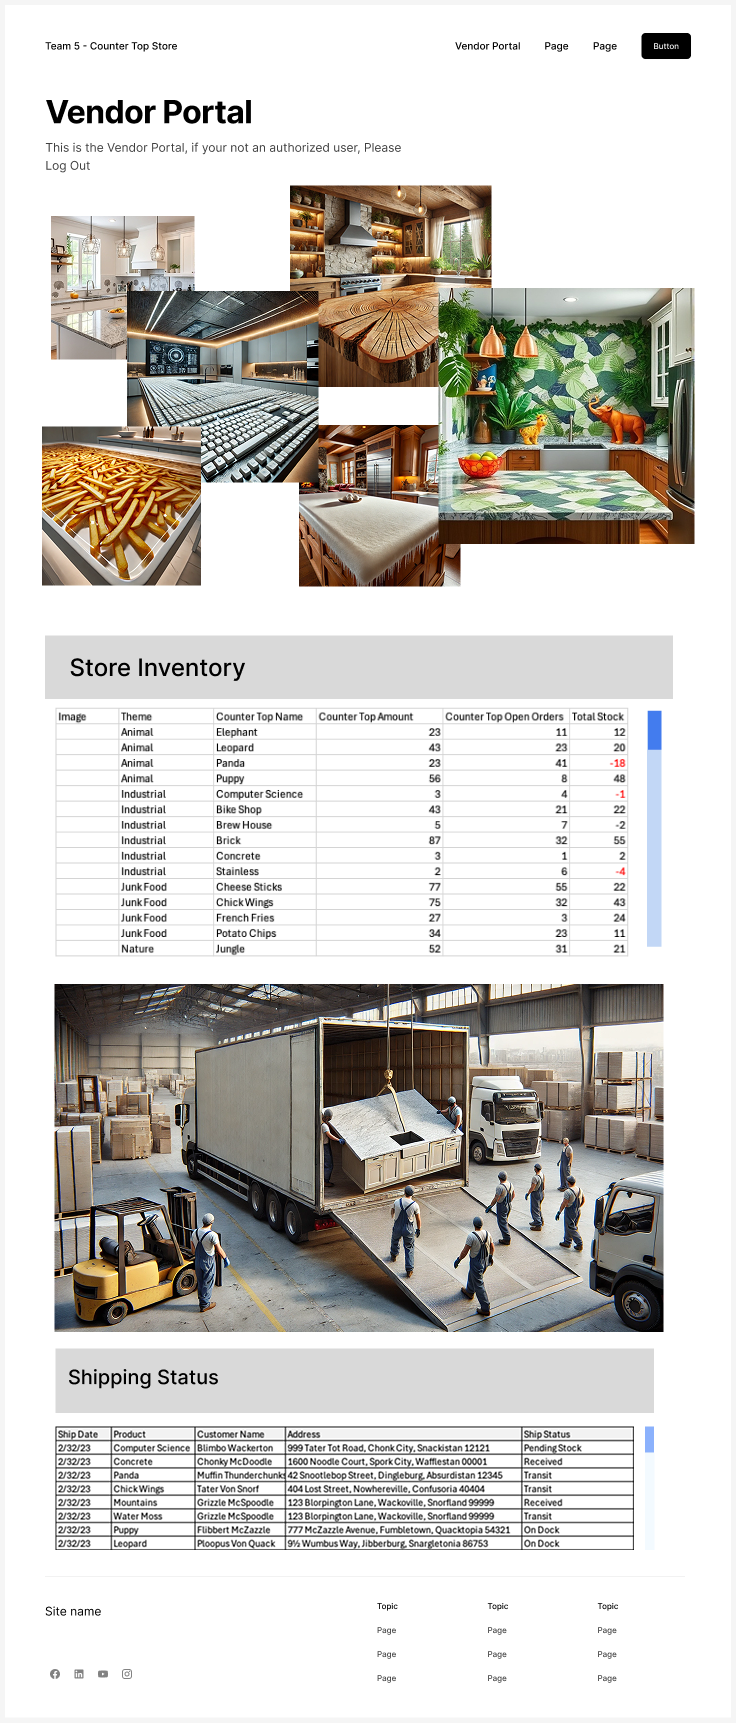 Team 5 - Counter Top Store Vendor Portal Page Page Button
Vendor Portal
This is the Vendor Portal, if your not an authorized user, Please
Log Out
Store Inventory
Image Theme Counter Top Name Counter Top Amount Counter Top Open Orders Total Stock
Animal Elephant 23 11 12
Animal Leopard 43 23 20
Animal Panda 23 41 -18
Animal Puppy 56 8 48
Industrial Computer Science 3 4 -1
Industrial Bike Shop 43 21 22
Industrial Brew House 5 7 -2
Industrial Brick 87 32 55
Industrial Concrete 3 1 2
Industrial Stainless 2 6 -4
Junk Food Cheese Sticks 77 55 22
Junk Food Chick Wings 75 32 43
Junk Food French Fries 27 3 24
Junk Food Potato Chips 34 23 11
Nature Jungle 52 31 21
Shipping Status
Ship Date Product Customer Name Address Ship Status
2/32/23 Computer Science Blimbo Wackerton 999 Tater Tot Road, Chonk City, Snackistan 12121 Pending Stock
2/32/23 Concrete Chonky McDoodle 1600 Noodle Court, Spork City, Wafflestan 00001 Received
2/32/23 Panda Muffin Thunderchunks 42 Snootlebop Street, Dingleburg, Absurdistan 12345 Transit
2/32/23 Chick Wings Tater Von Snorf 404 Lost Street, Nowhereville, Confusoria 40404 Transit
2/32/23 Mountains Grizzle McSpoodle 123 Blorpington Lane, Wackoville, Snorfland 99999 Received
2/32/23 Water Moss Grizzle McSpoodle 123 Blorpington Lane, Wackoville, Snorfland 99999 Transit
2/32/23 Puppy Flibbert McZazzle 777 McZazzle Avenue, Fumbletown, Quacktopia 54321 On Dock
2/32/23 Leopard Ploopus Von Quack 9½ Wumbus Way, Jibberburg, Snargletonia 86753 On Dock
Site name
Topic Topic Topic
Page Page Page
Page Page Page
Page Page Page